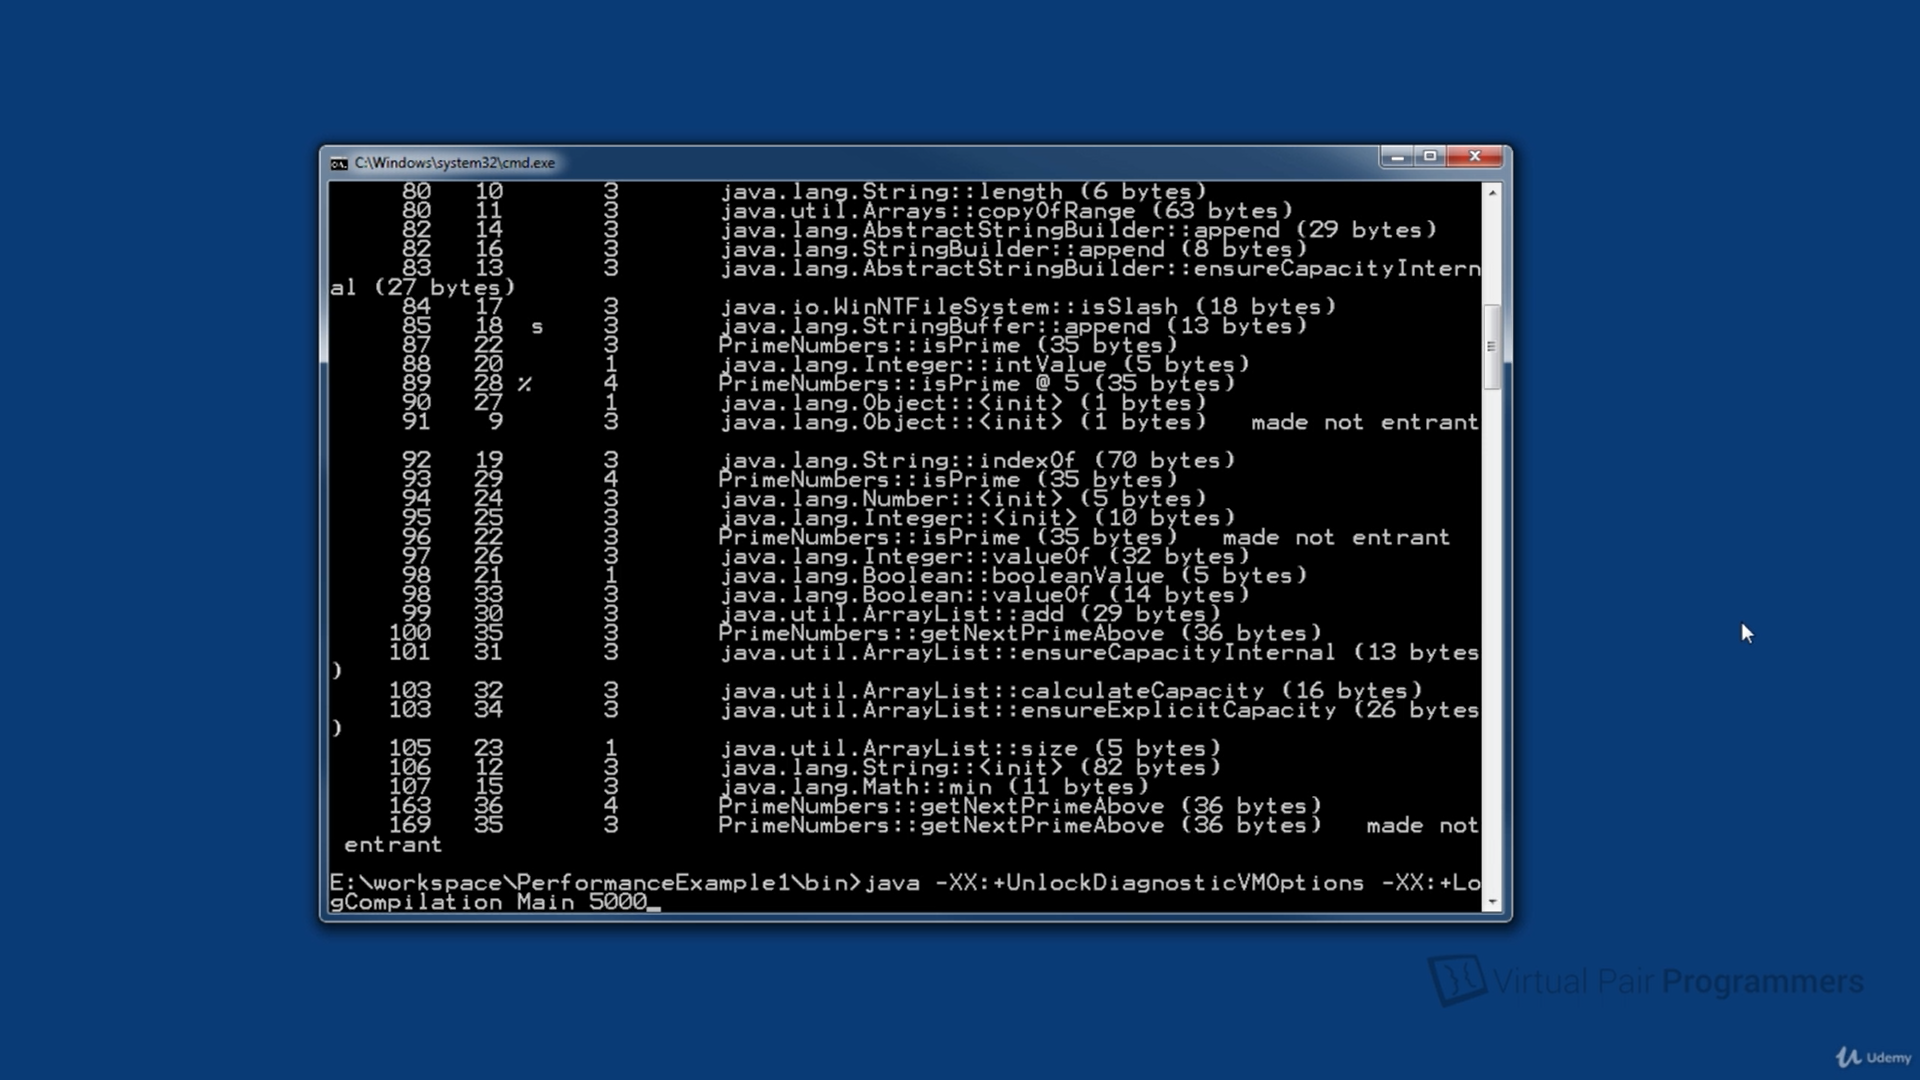 C:\Windows\system32\cmd.exe
80 10 3 java.lang.String::length (6 bytes)
80 11 3 java.util.Arrays::copyOfRange (63 bytes)
82 14 3 java.lang.AbstractStringBuilder::append (29 bytes)
82 16 3 java.lang.StringBuilder::append (8 bytes)
83 13 3 java.lang.AbstractStringBuilder::ensureCapacityIntern
al (27 bytes)
84 17 3 java.io.WinNTFileSystem::isSlash (18 bytes)
85 18 s 3 java.lang.StringBuffer::append (13 bytes)
87 22 3 PrimeNumbers::isPrime (35 bytes)
88 20 1 java.lang.Integer::intValue (5 bytes)
89 28 % 4 PrimeNumbers::isPrime @ 5 (35 bytes)
90 27 1 java.lang.Object::<init> (1 bytes)
91 9 3 java.lang.Object::<init> (1 bytes) made not entrant
92 19 3 java.lang.String::indexOf (70 bytes)
93 29 4 PrimeNumbers::isPrime (35 bytes)
94 24 3 java.lang.Number::<init> (5 bytes)
95 25 3 java.lang.Integer::<init> (10 bytes)
96 22 3 PrimeNumbers::isPrime (35 bytes) made not entrant
97 26 3 java.lang.Integer::valueOf (32 bytes)
98 21 1 java.lang.Boolean::booleanValue (5 bytes)
98 33 3 java.lang.Boolean::valueOf (14 bytes)
99 30 3 java.util.ArrayList::add (29 bytes)
100 35 3 PrimeNumbers::getNextPrimeAbove (36 bytes)
101 31 3 java.util.ArrayList::ensureCapacityInternal (13 bytes
)
103 32 3 java.util.ArrayList::calculateCapacity (16 bytes)
103 34 3 java.util.ArrayList::ensureExplicitCapacity (26 bytes
)
105 23 1 java.util.ArrayList::size (5 bytes)
106 12 3 java.lang.String::<init> (82 bytes)
107 15 3 java.lang.Math::min (11 bytes)
163 36 4 PrimeNumbers::getNextPrimeAbove (36 bytes)
169 35 3 PrimeNumbers::getNextPrimeAbove (36 bytes) made not
entrant
E:\workspace\PerformanceExample1\bin>java -XX:+UnlockDiagnosticVMOptions -XX:+Lo
gCompilation Main 5000_
Virtual Pair Programmers
Udemy